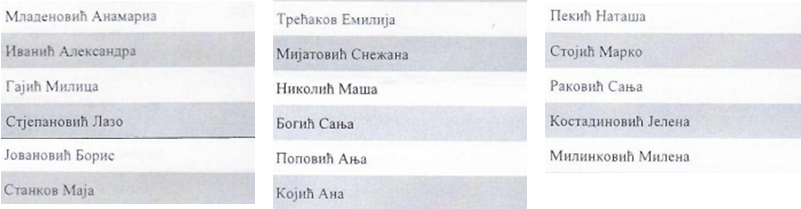 Младеновић Анамариа
Иванић Александра
Гајић Милица
Стјепановић Лазо
Јовановић Борис
Станков Маја
Трећаков Емилија
Мијатовић Снежана
Николић Маша
Богић Сања
Поповић Ања
Којић Ана
Пекић Наташа
Стојић Марко
Раковић Сања
Костадиновић Јелена
Милинковић Милена